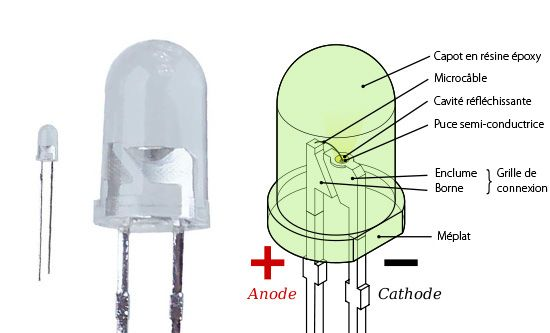 Capot en résine époxy
Microcâble
Cavité réfléchissante
Puce semi-conductrice
Enclume
Borne
Grille de
connexion
Méplat
+ −
Anode Cathode